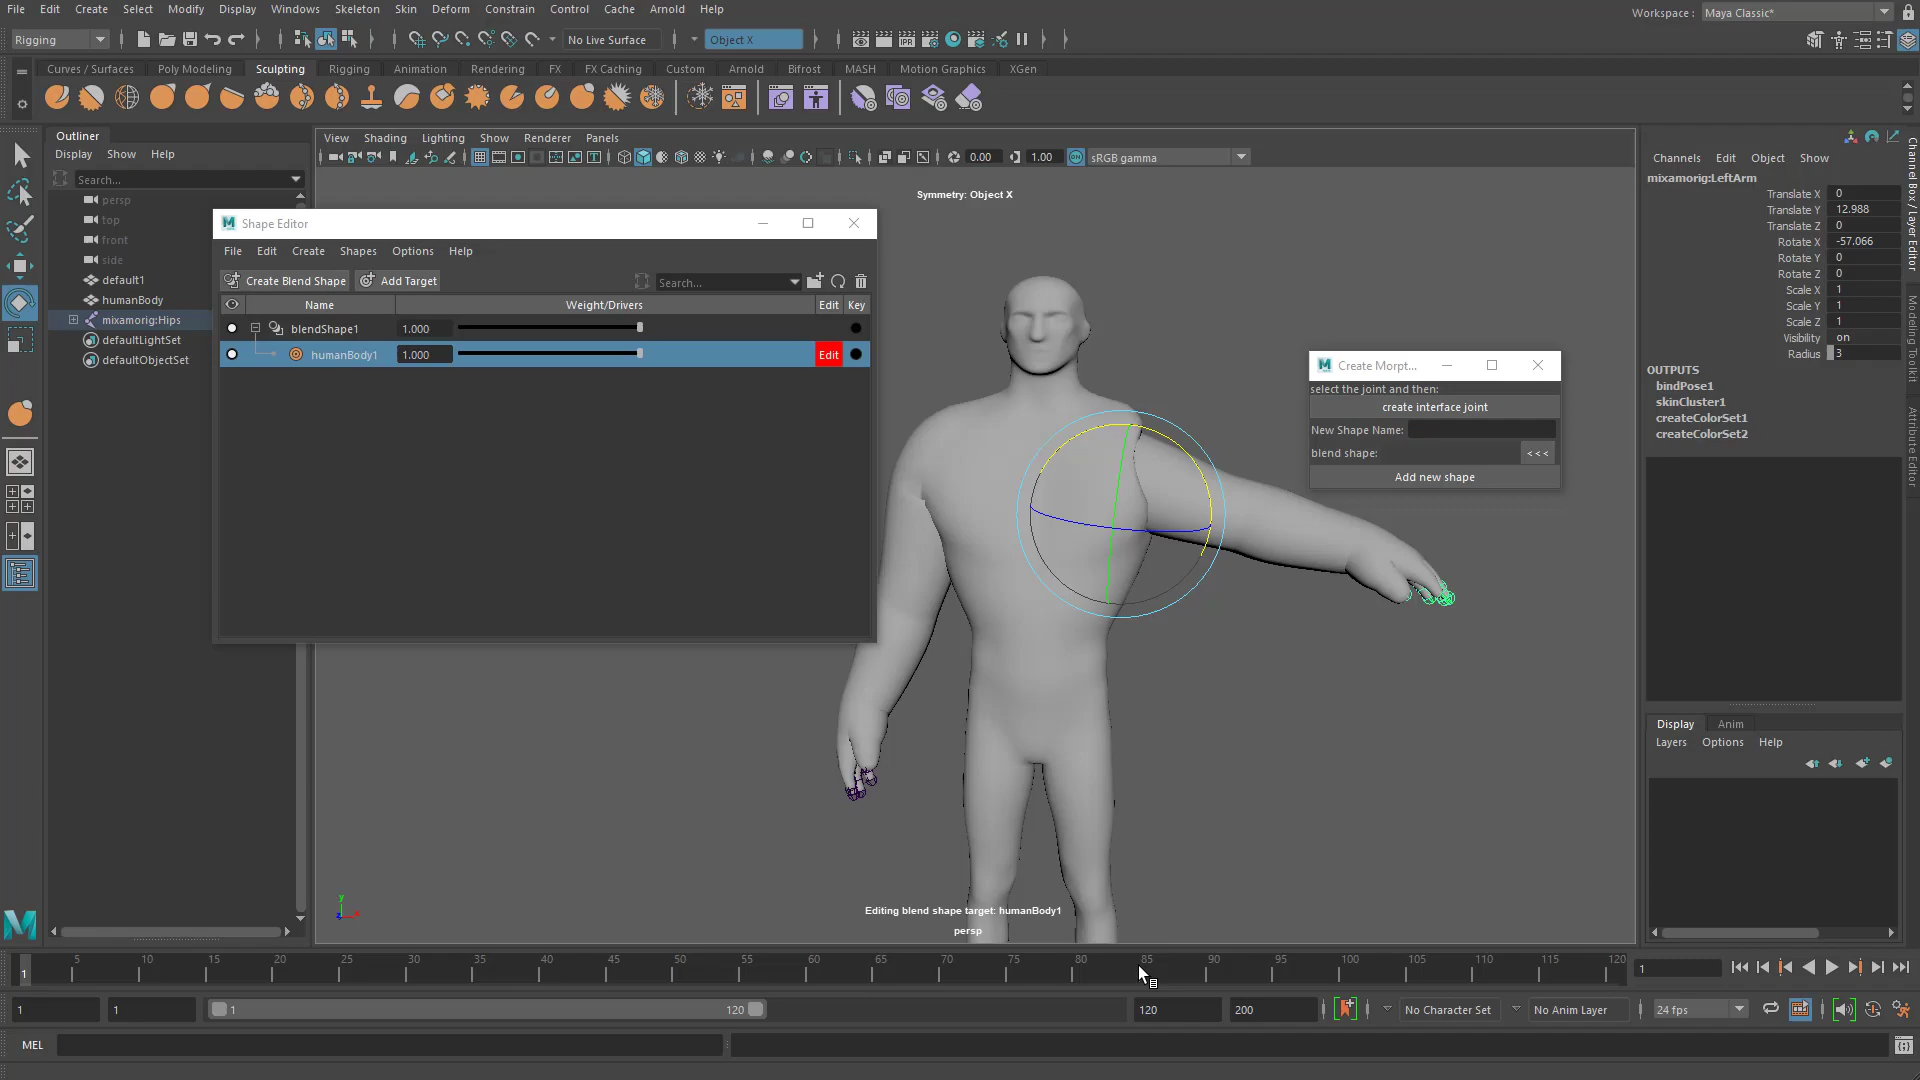 File Edit Create Select Modify Display Windows Skeleton Skin Deform Constrain Control Cache Arnold Help
Workspace : Maya Classic*
Rigging No Live Surface Object X
Curves / Surfaces Poly Modeling Sculpting Rigging Animation Rendering FX FX Caching Custom Arnold Bifrost MASH Motion Graphics XGen
Outliner
Display Show Help
Search...
persp
top
front
side
default1
humanBody
mixamorig:Hips
defaultLightSet
defaultObjectSet
View Shading Lighting Show Renderer Panels
0.00 1.00 ON sRGB gamma
Symmetry: Object X
Shape Editor
File Edit Create Shapes Options Help
Create Blend Shape Add Target Search...
Name Weight/Drivers Edit Key
blendShape1 1.000
humanBody1 1.000 Edit
Create Morpt...
select the joint and then:
create interface joint
New Shape Name:
blend shape: <<<
Add new shape
Editing blend shape target: humanBody1
persp
y
x
z
Channels Edit Object Show
mixamorig:LeftArm
Translate X 0
Translate Y 12.988
Translate Z 0
Rotate X -57.066
Rotate Y 0
Rotate Z 0
Scale X 1
Scale Y 1
Scale Z 1
Visibility on
Radius 3
OUTPUTS
bindPose1
skinCluster1
createColorSet1
createColorSet2
Channel Box / Layer Editor
Modeling Toolkit
Attribute Editor
Display Anim
Layers Options Help
1 5 10 15 20 25 30 35 40 45 50 55 60 65 70 75 80 85 90 95 100 105 110 115 120 1
1 1 1 120 120 200 No Character Set No Anim Layer 24 fps
MEL